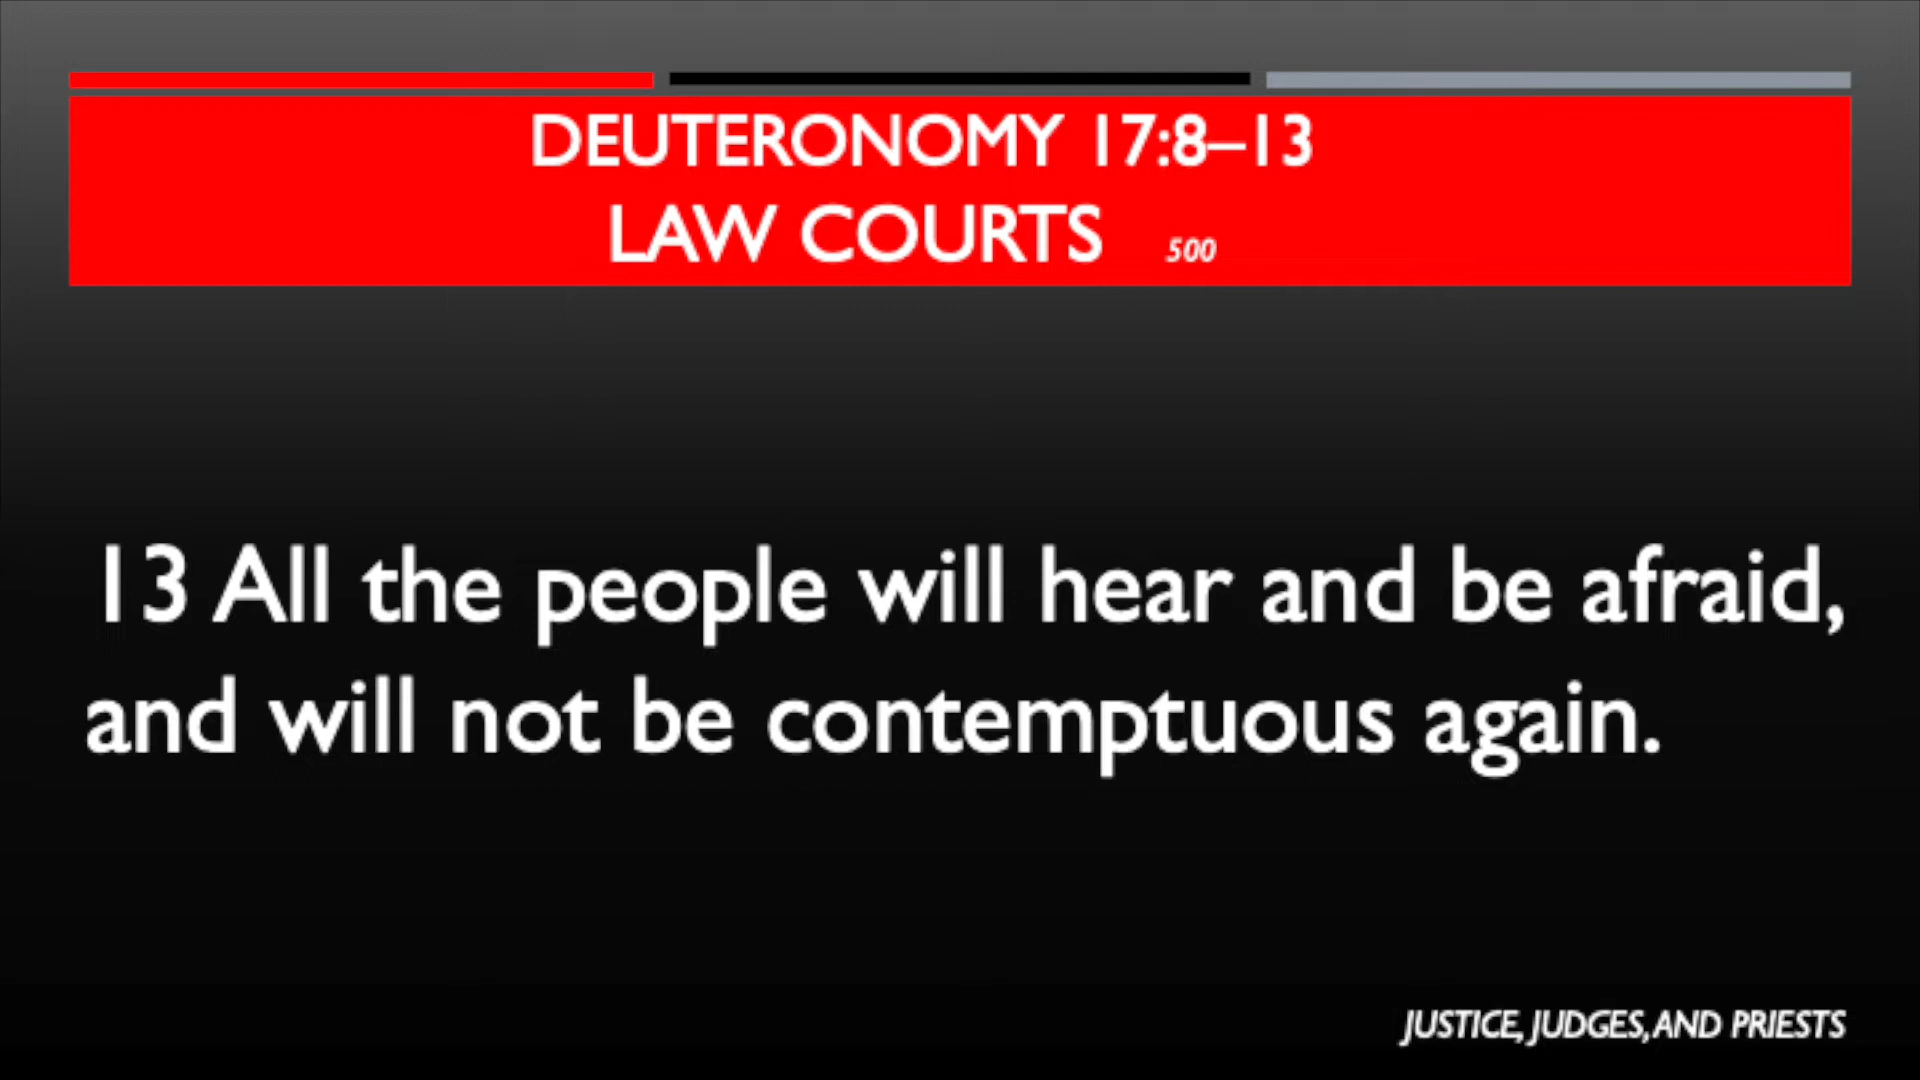 DEUTERONOMY 17:8–13
LAW COURTS 500
13 All the people will hear and be afraid,
and will not be contemptuous again.
JUSTICE, JUDGES, AND PRIESTS